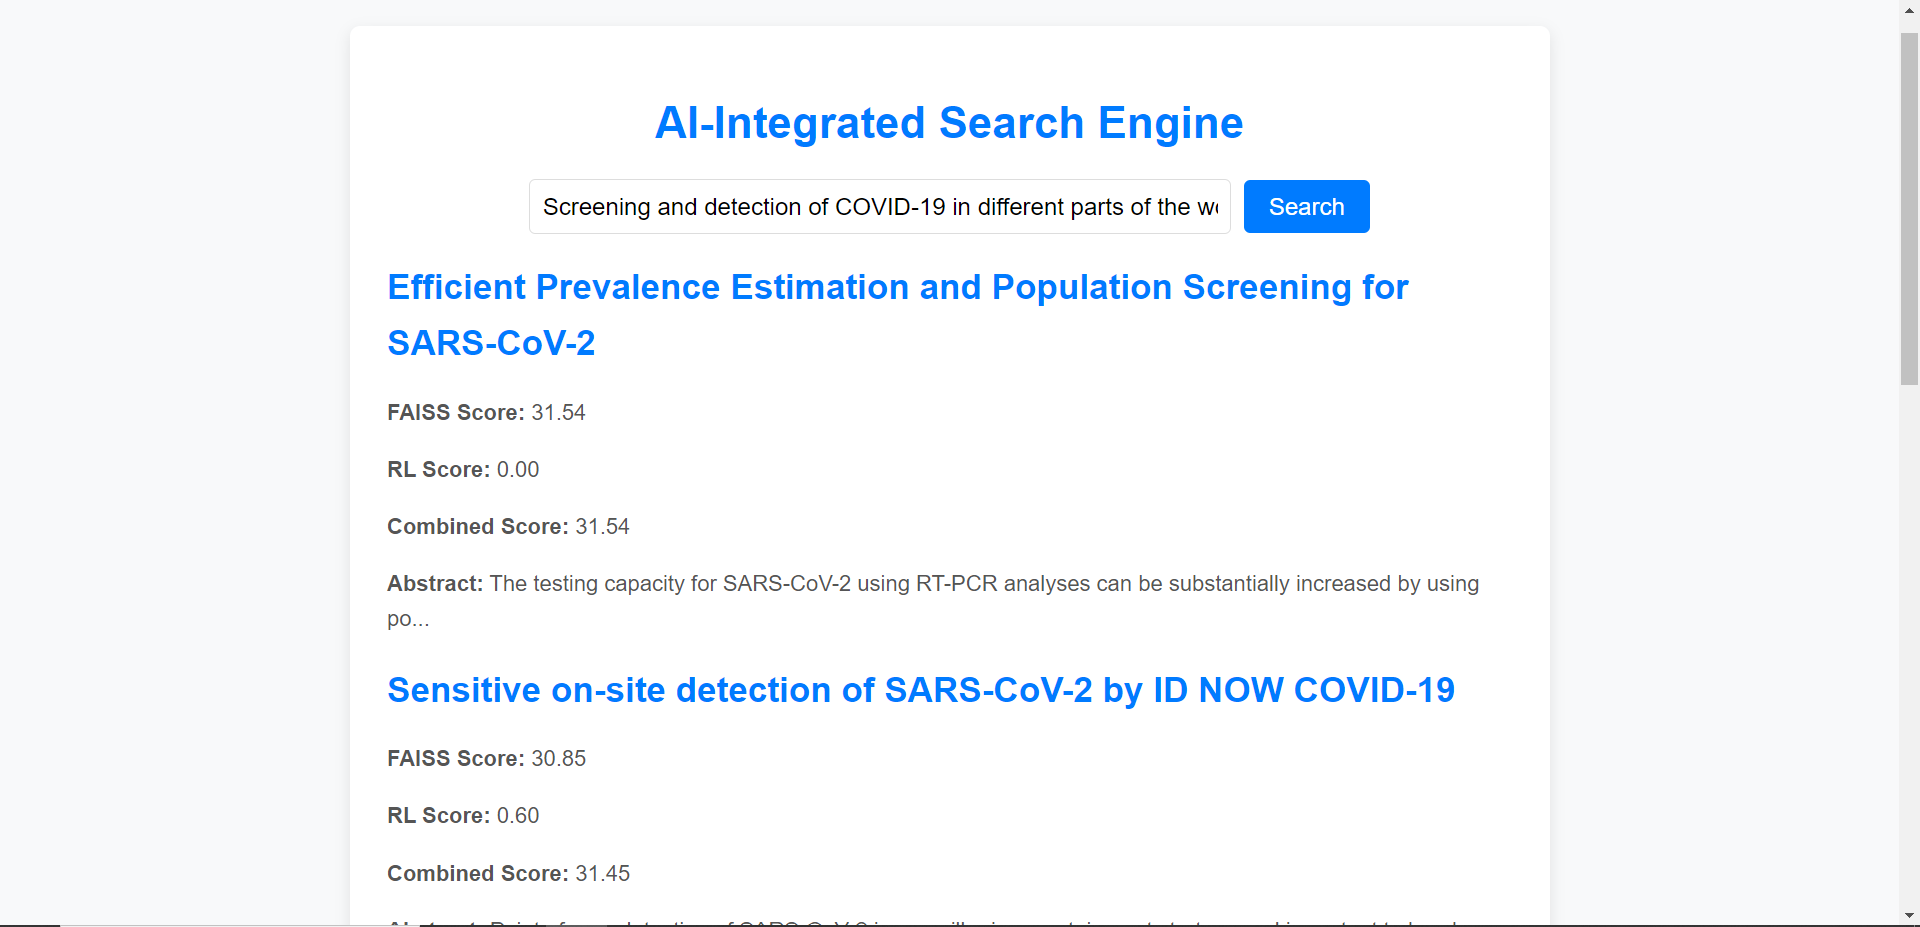 AI-Integrated Search Engine
Screening and detection of COVID-19 in different parts of the
Search
Efficient Prevalence Estimation and Population Screening for
SARS-CoV-2
FAISS Score: 31.54
RL Score: 0.00
Combined Score: 31.54
Abstract: The testing capacity for SARS-CoV-2 using RT-PCR analyses can be substantially increased by using
po...
Sensitive on-site detection of SARS-CoV-2 by ID NOW COVID-19
FAISS Score: 30.85
RL Score: 0.60
Combined Score: 31.45